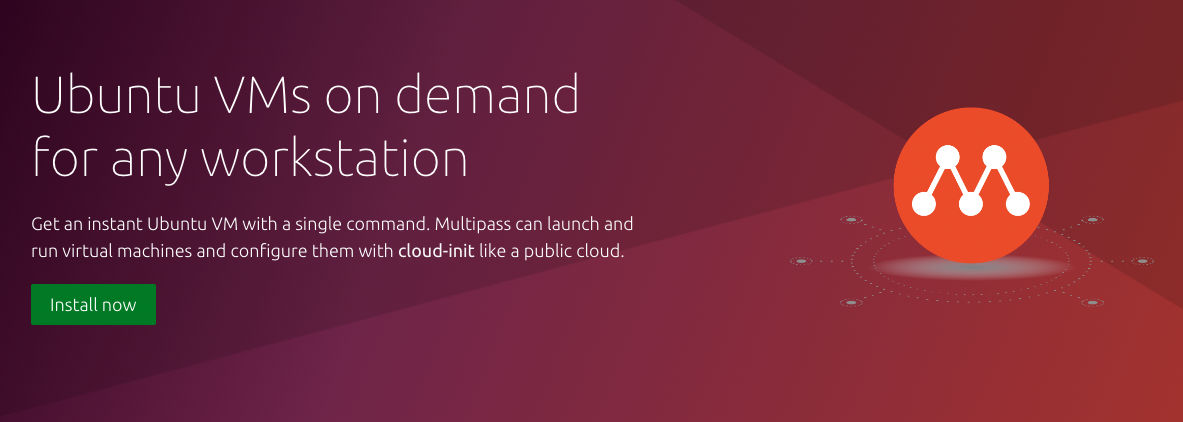 Ubuntu VMs on demand
for any workstation
Get an instant Ubuntu VM with a single command. Multipass can launch and
run virtual machines and configure them with cloud-init like a public cloud.
Install now